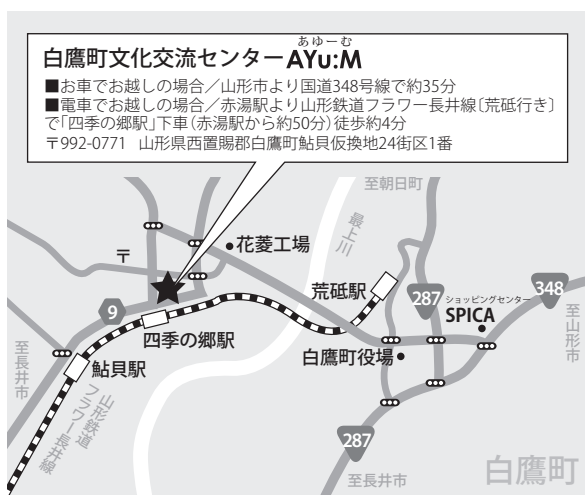 あゆーむ
白鷹町文化交流センターAYu:M
■お車でお越しの場合／山形市より国道348号線で約35分
■電車でお越しの場合／赤湯駅より山形鉄道フラワー長井線〔荒砥行き〕
で「四季の郷駅」下車（赤湯駅から約50分）徒歩約4分
〒992-0771　山形県西置賜郡白鷹町鮎貝仮換地24街区1番
至朝日町
最上川
〒
花菱工場
荒砥駅
287
ショッピングセンター
SPICA
348
至山形市
9
四季の郷駅
白鷹町役場
至長井市
鮎貝駅
山形鉄道
フラワー長井線
287
至長井市
白鷹町